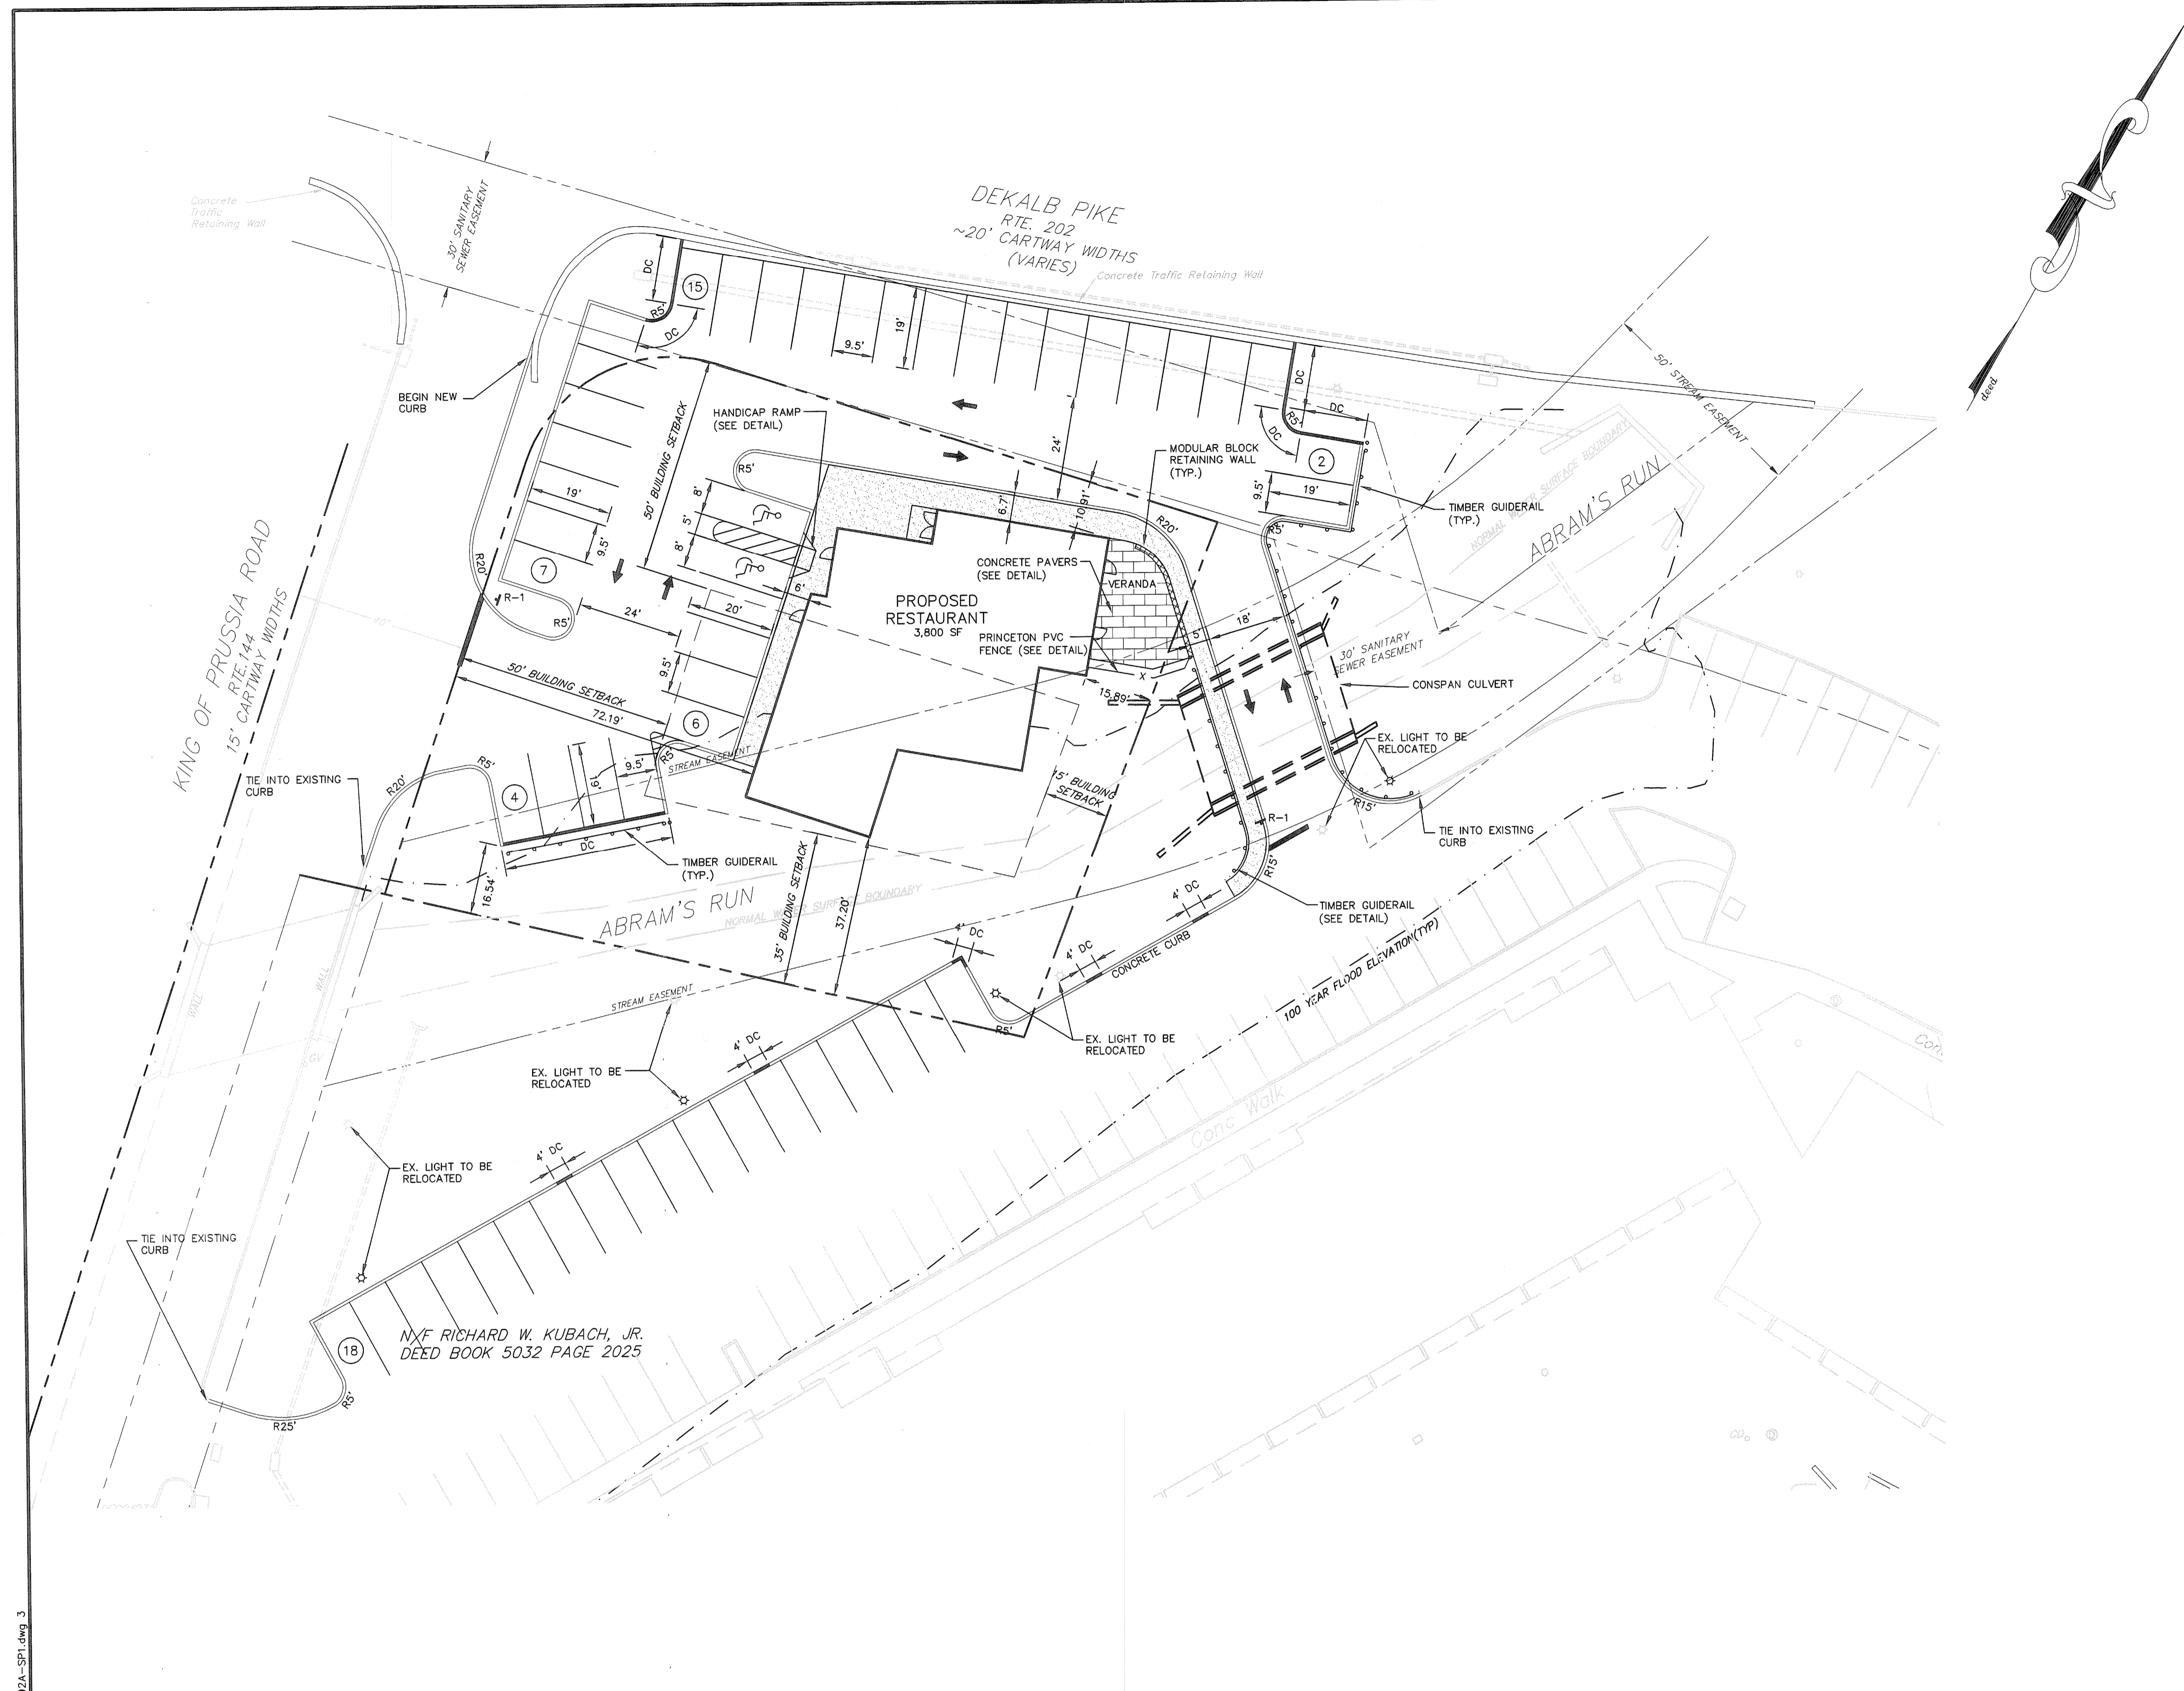 Concrete
Traffic
Retaining Wall
30' SANITARY
SEWER EASEMENT
DEKALB PIKE
RTE. 202
~20' CARTWAY WIDTHS
(VARIES)
Concrete Traffic Retaining Wall
deed
50' STREAM EASEMENT
DC
15
R5'
DC
9.5'
19'
DC
DC
R5'
DC
BEGIN NEW
CURB
50' BUILDING SETBACK
HANDICAP RAMP
(SEE DETAIL)
24'
MODULAR BLOCK
RETAINING WALL
(TYP.)
2
9.5'
19'
TIMBER GUIDERAIL
(TYP.)
NORMAL WATER SURFACE BOUNDARY
ABRAM'S RUN
R5'
8'
5'
8'
19'
9.5'
6.7'
10.91'
R20'
R5'
KING OF PRUSSIA ROAD
RTE.144
15' CARTWAY WIDTHS
R20'
7
R-1
R5'
24'
20'
6'
CONCRETE PAVERS
(SEE DETAIL)
VERANDA
PROPOSED
RESTAURANT
3,800 SF
PRINCETON PVC
FENCE (SEE DETAIL)
5'
18'
30' SANITARY
SEWER EASEMENT
CONSPAN CULVERT
X
15.89'
50' BUILDING SETBACK
72.19'
9.5'
6
40'
EX. LIGHT TO BE
RELOCATED
TIE INTO EXISTING
CURB
R20'
R5'
4
19'
9.5'
R5'
STREAM EASEMENT
15' BUILDING
SETBACK
R15'
R-1
TIE INTO EXISTING
CURB
DC
TIMBER GUIDERAIL
(TYP.)
16.54'
ABRAM'S RUN
NORMAL WATER SURFACE BOUNDARY
35' BUILDING SETBACK
37.20'
R15'
4' DC
TIMBER GUIDERAIL
(SEE DETAIL)
4' DC
4' DC
CONCRETE CURB
100 YEAR FLOOD ELEVATION(TYP)
WALL
WALL
STREAM EASEMENT
R5'
EX. LIGHT TO BE
RELOCATED
4' DC
EX. LIGHT TO BE
RELOCATED
GV
Conc Walk
Conc.
4' DC
EX. LIGHT TO BE
RELOCATED
TIE INTO EXISTING
CURB
N/F RICHARD W. KUBACH, JR.
DEED BOOK 5032 PAGE 2025
18
R5'
R25'
02A-SP1.dwg 3